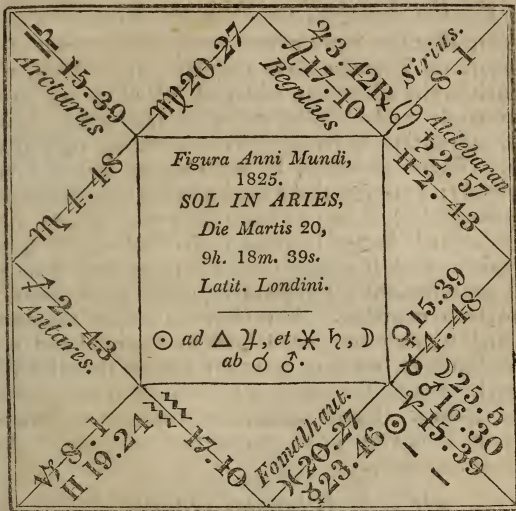 ♎ 15.39
Arcturus
♍ 20.27
♃ 3.42 ℞
♌ 17.10
Regulus
Sirius.
♋ 8.1
Aldebaran
♄ 2.57
♊ 2.43
♏ 4.48
Figura Anni Mundi,
1825.
SOL IN ARIES,
Die Martis 20,
9h. 18m. 39s.
Latit. Londini.
☉ ad △ ♃, et ⚹ ♄, ☽
ab ☌ ♂.
♐ 2.43
Antares.
♀ 15.39
♉ 4.48
☽ 25.5
♂ 16.30
♈ 15.39
♑ 8.1
H 19.24
♒ 17.10
Fomalhaut.
♓ 20.27
☿ 23.46
☉